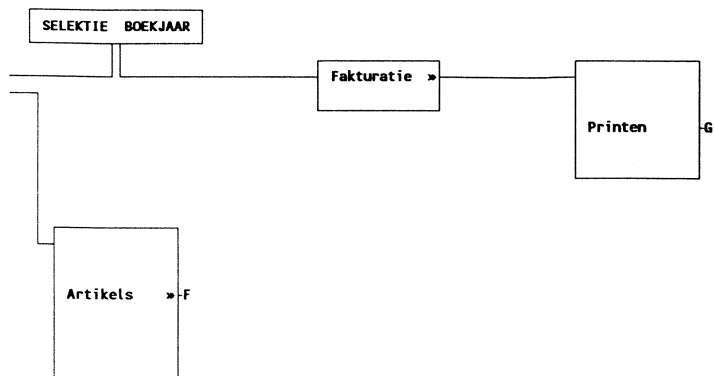 SELEKTIE BOEKJAAR
Fakturatie »
Printen G
Artikels » F